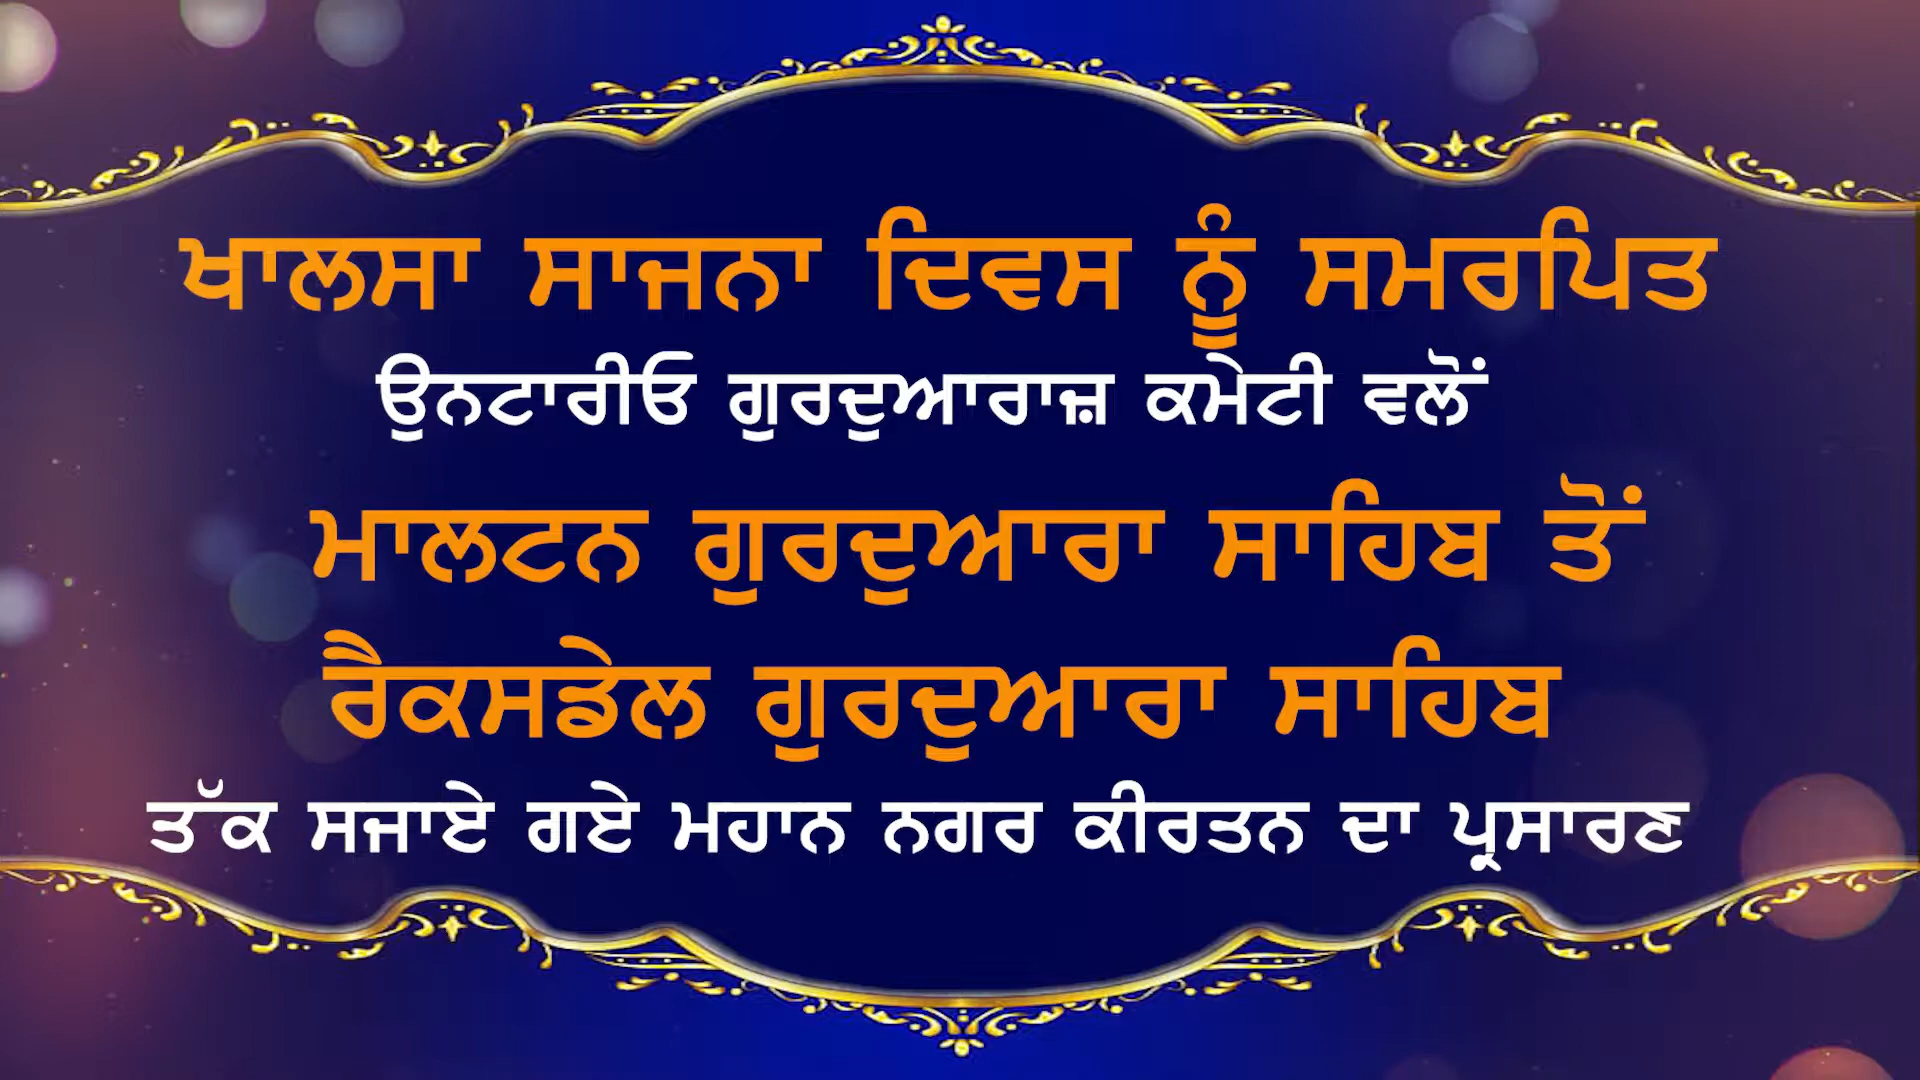 ਖਾਲਸਾ ਸਾਜਨਾ ਦਿਵਸ ਨੂੰ ਸਮਰਪਿਤ
ਉਨਟਾਰੀਓ ਗੁਰਦੁਆਰਾਜ਼ ਕਮੇਟੀ ਵਲੋਂ
ਮਾਲਟਨ ਗੁਰਦੁਆਰਾ ਸਾਹਿਬ ਤੋਂ
ਰੈਕਸਡੇਲ ਗੁਰਦੁਆਰਾ ਸਾਹਿਬ
ਤੱਕ ਸਜਾਏ ਗਏ ਮਹਾਨ ਨਗਰ ਕੀਰਤਨ ਦਾ ਪ੍ਰਸਾਰਣ